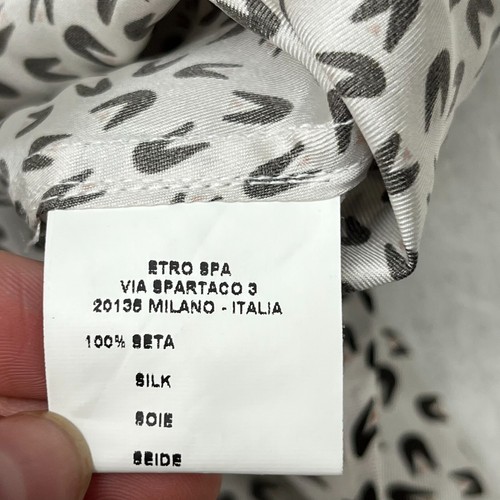 ETRO SPA
VIA SPARTACO 3
20135 MILANO - ITALIA
100% SETA
SILK
SOIE
SEIDE